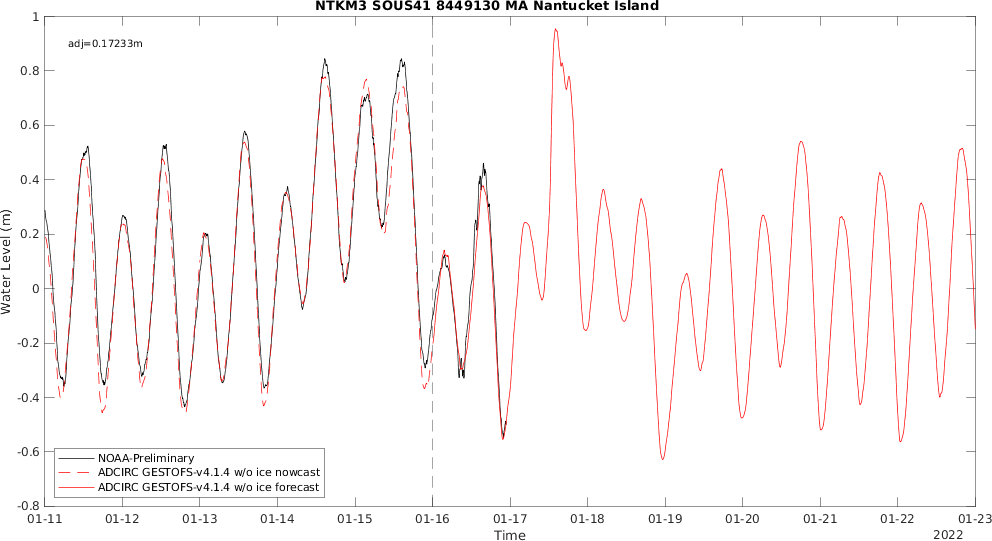 NTKM3 SOUS41 8449130 MA Nantucket Island
adj=0.17233m
1
0.8
0.6
0.4
0.2
0
-0.2
-0.4
-0.6
-0.8
Water Level (m)
NOAA-Preliminary
ADCIRC GESTOFS-v4.1.4 w/o ice nowcast
ADCIRC GESTOFS-v4.1.4 w/o ice forecast
01-11 01-12 01-13 01-14 01-15 01-16 01-17 01-18 01-19 01-20 01-21 01-22 01-23
Time
2022